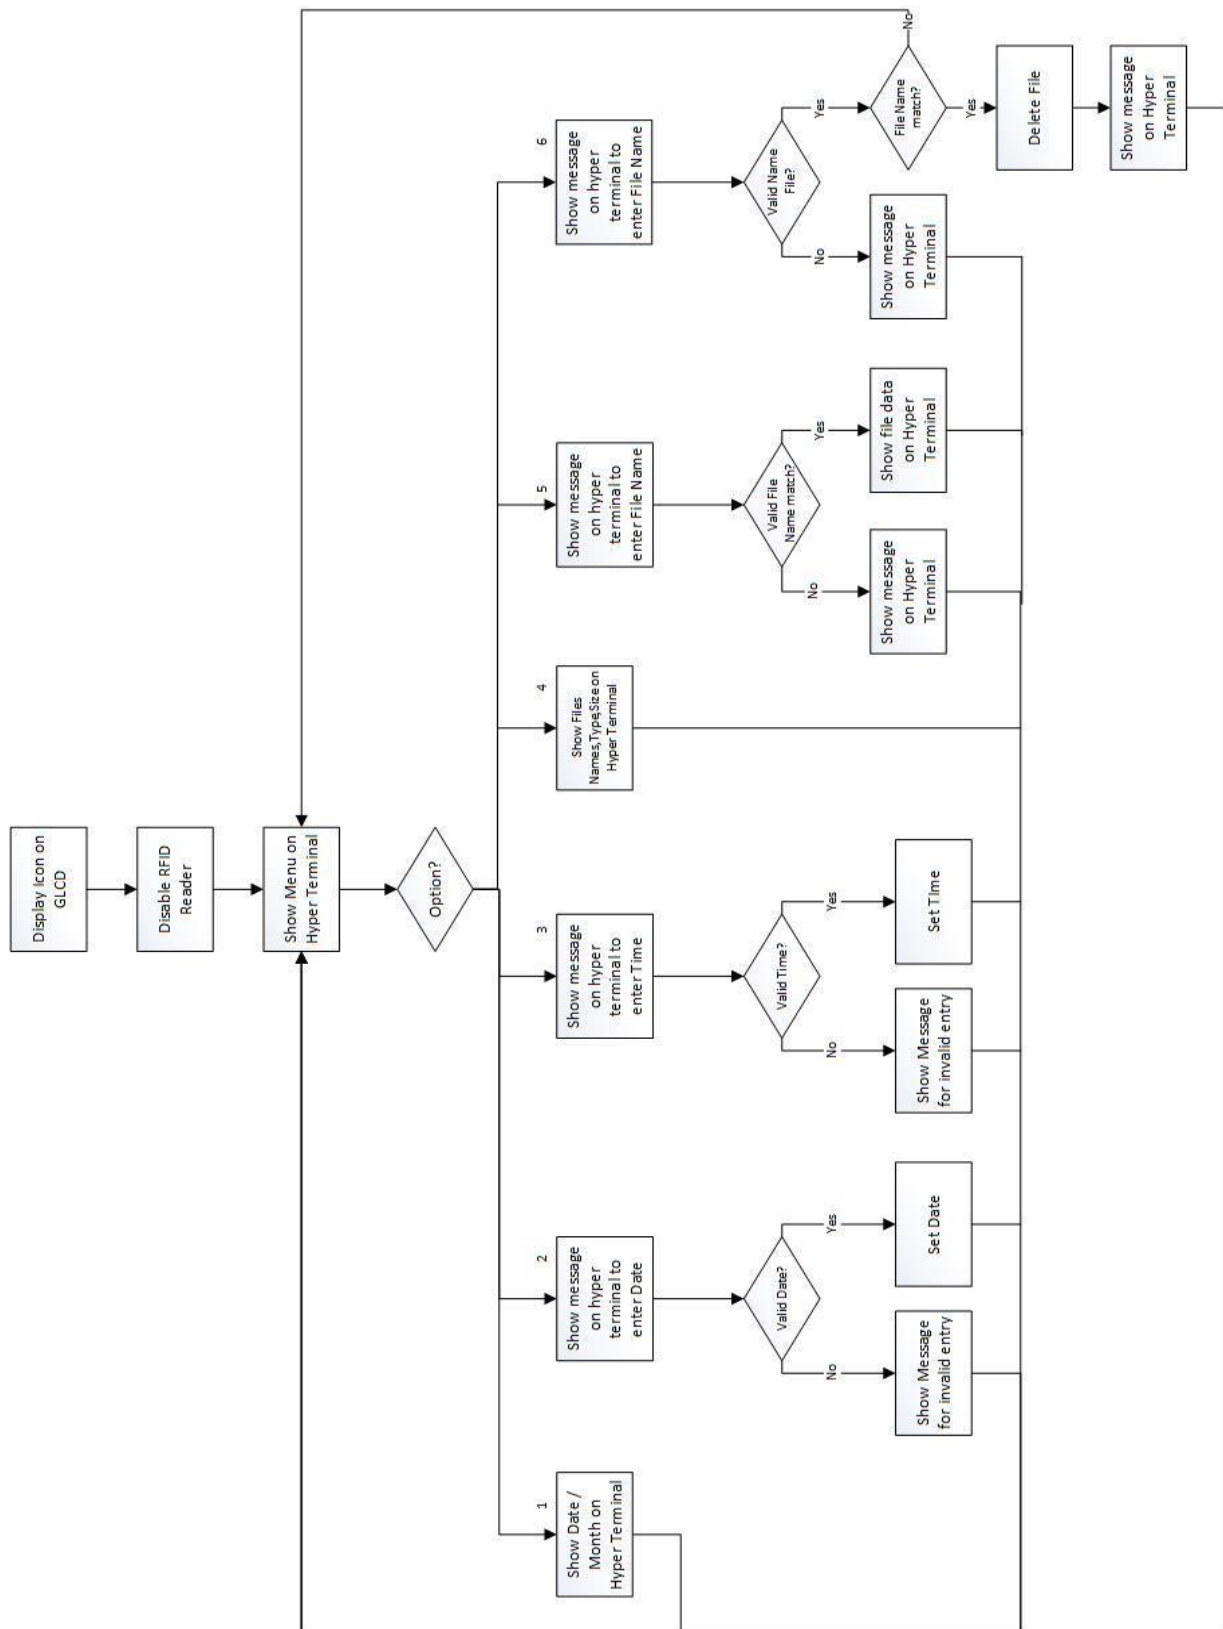 Display Icon on
GLCD
Disable RFID
Reader
Show Menu on
Hyper Terminal
Option?
1
Show Date /
Month on
Hyper Terminal
2
Show message
on hyper
terminal to
enter Date
Valid Date?
No
Yes
Show Message
for invalid entry
Set Date
3
Show message
on hyper
terminal to
enter Time
Valid Time?
No
Yes
Show Message
for invalid entry
Set TIme
4
Show Files
Names,Type,Size on
Hyper Terminal
5
Show message
on hyper
terminal to
enter File Name
Valid File
Name match?
No
Yes
Show message
on Hyper
Terminal
Show file data
on Hyper
Terminal
6
Show message
on hyper
terminal to
enter File Name
Valid Name
File?
No
Yes
Show message
on Hyper
Terminal
File Name
match?
No
Yes
Delete File
Show message
on Hyper
Terminal